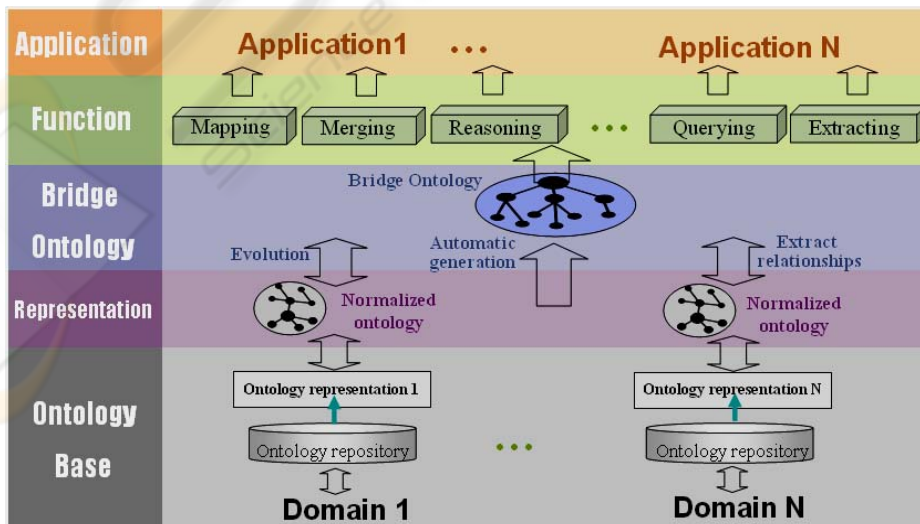 Application
Application1
...
Application N
Function
Mapping
Merging
Reasoning
...
Querying
Extracting
Bridge
Ontology
Bridge Ontology
Evolution
Automatic
generation
Extract
relationships
Representation
Normalized
ontology
Normalized
ontology
Ontology
Base
Ontology representation 1
Ontology representation N
Ontology repository
...
Ontology repository
Domain 1
Domain N
Science